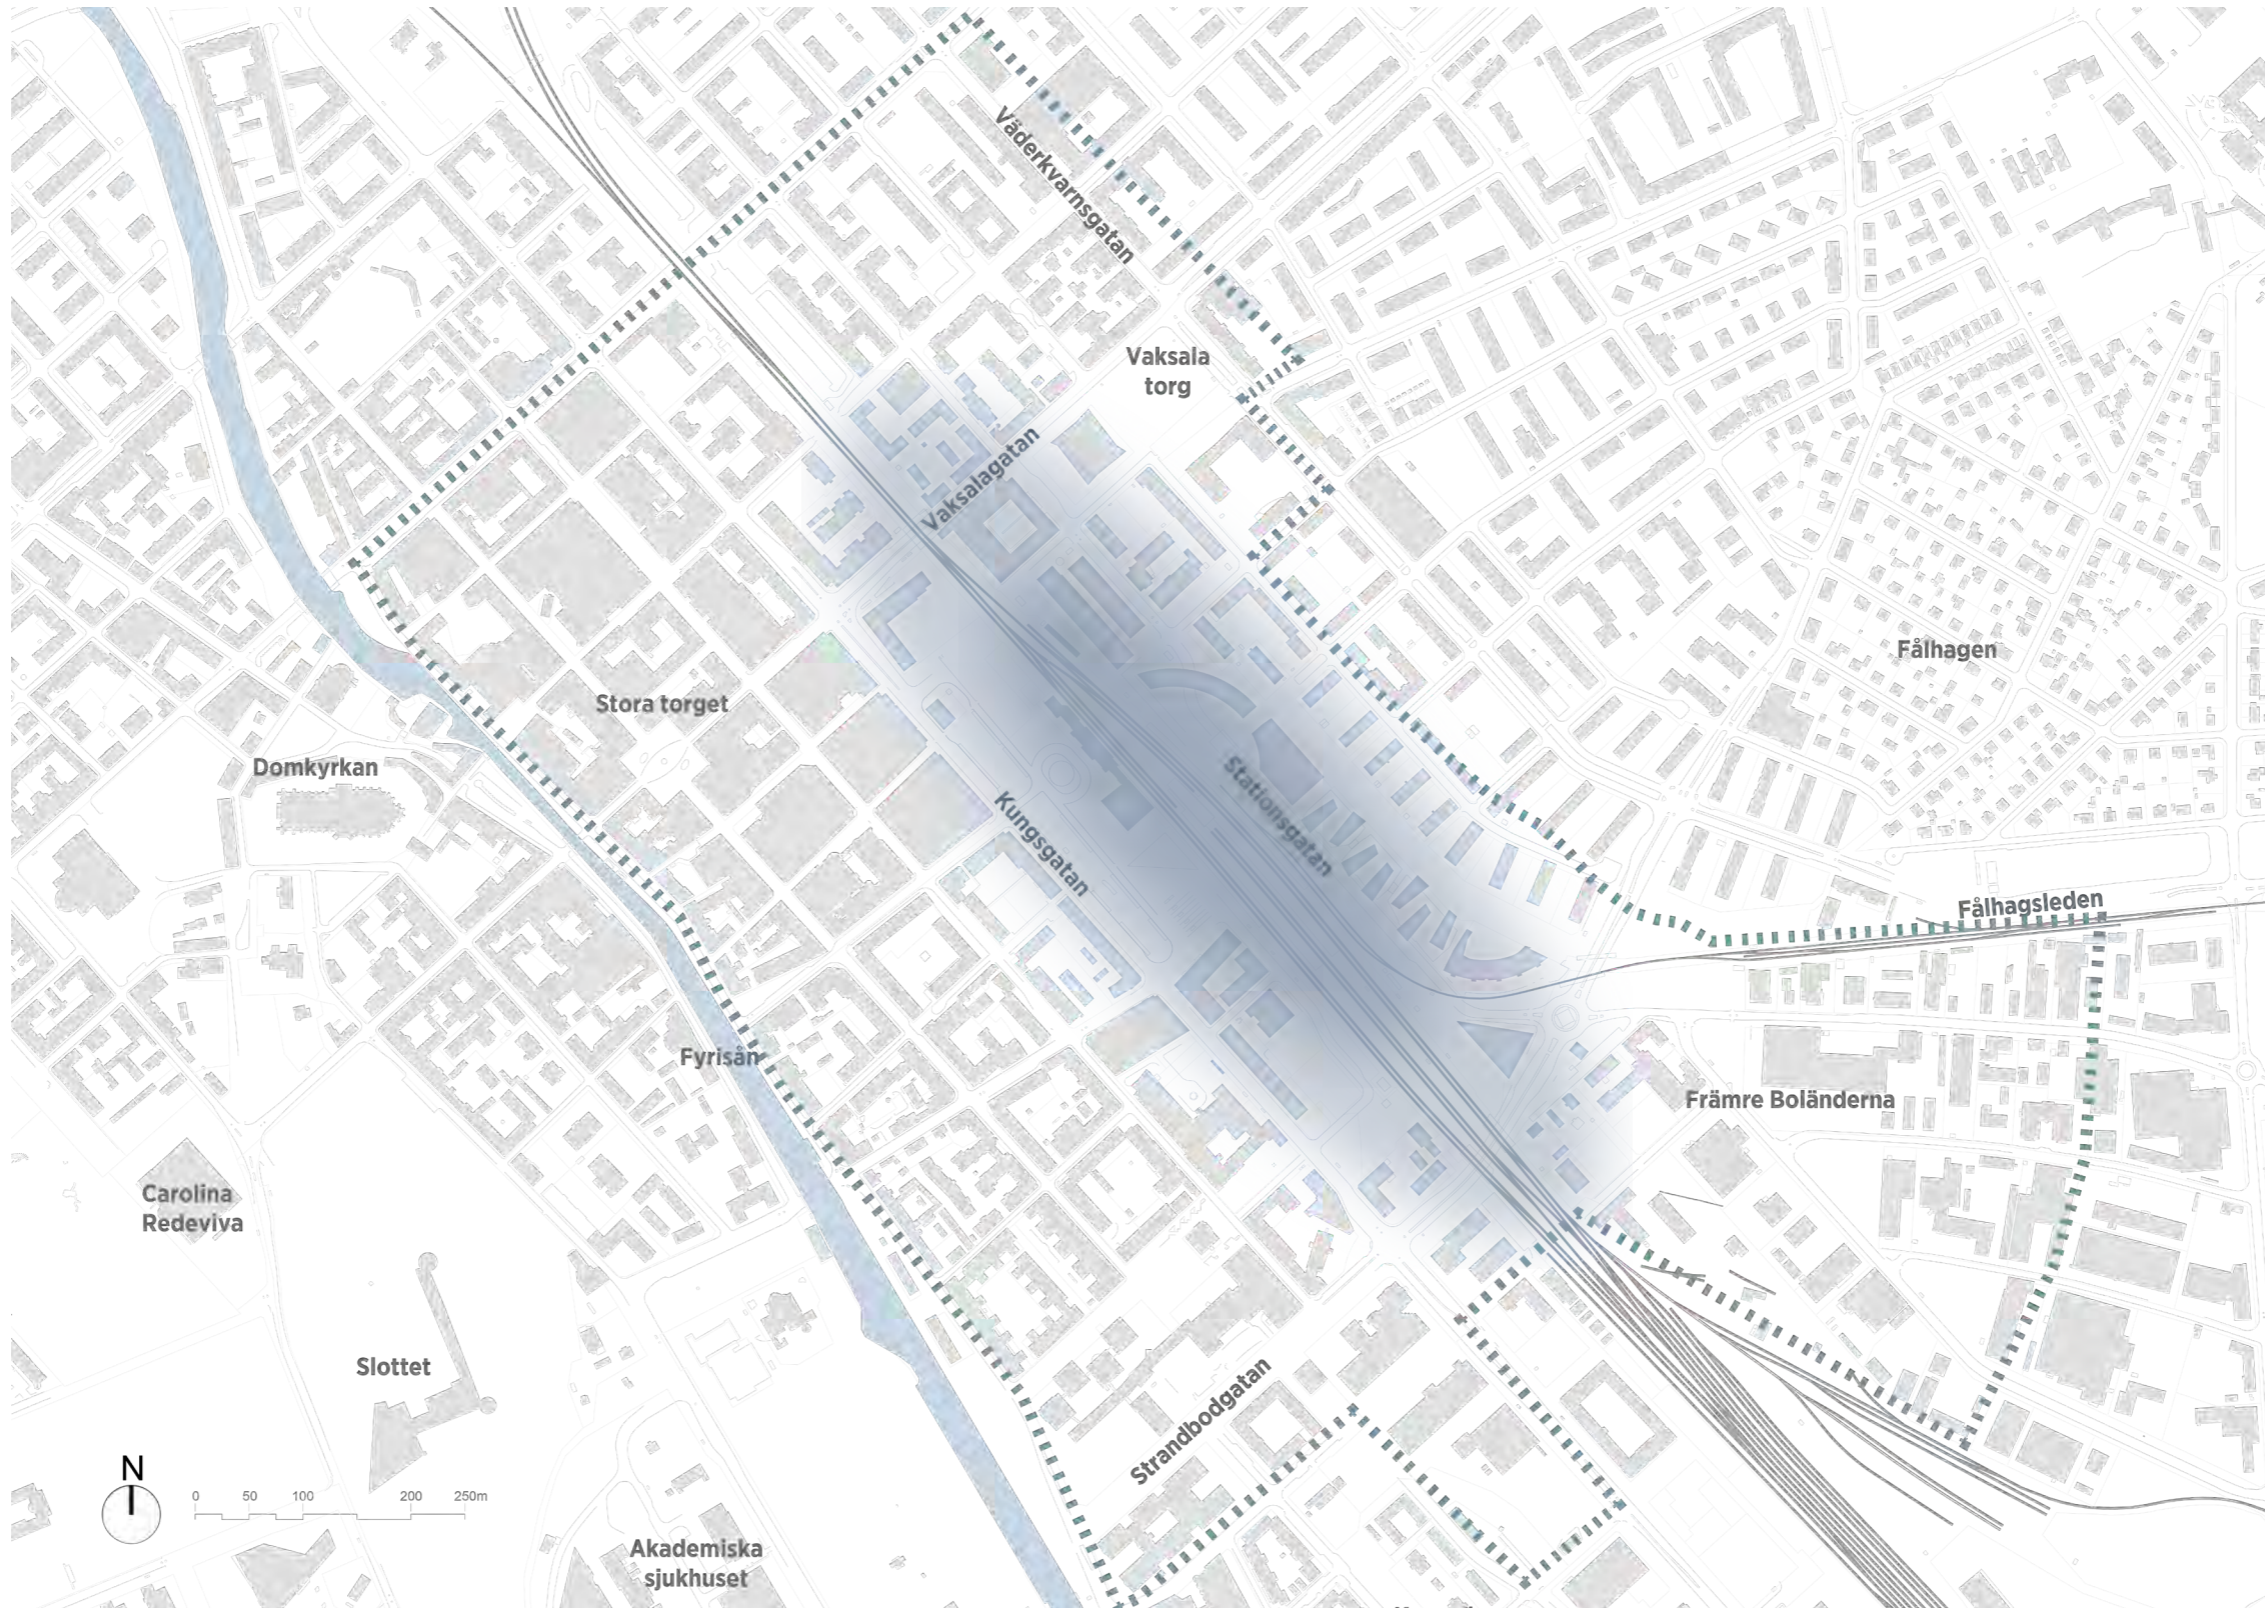 Väderkvarnsgatan
Vaksala
torg
Vaksalagatan
Fålhagen
Stora torget
Domkyrkan
Stationsgatan
Kungsgatan
Fålhagsleden
Fyrisån
Främre Boländerna
Carolina
Redeviva
Slottet
Strandbodgatan
N
0 50 100 200 250m
Akademiska
sjukhuset